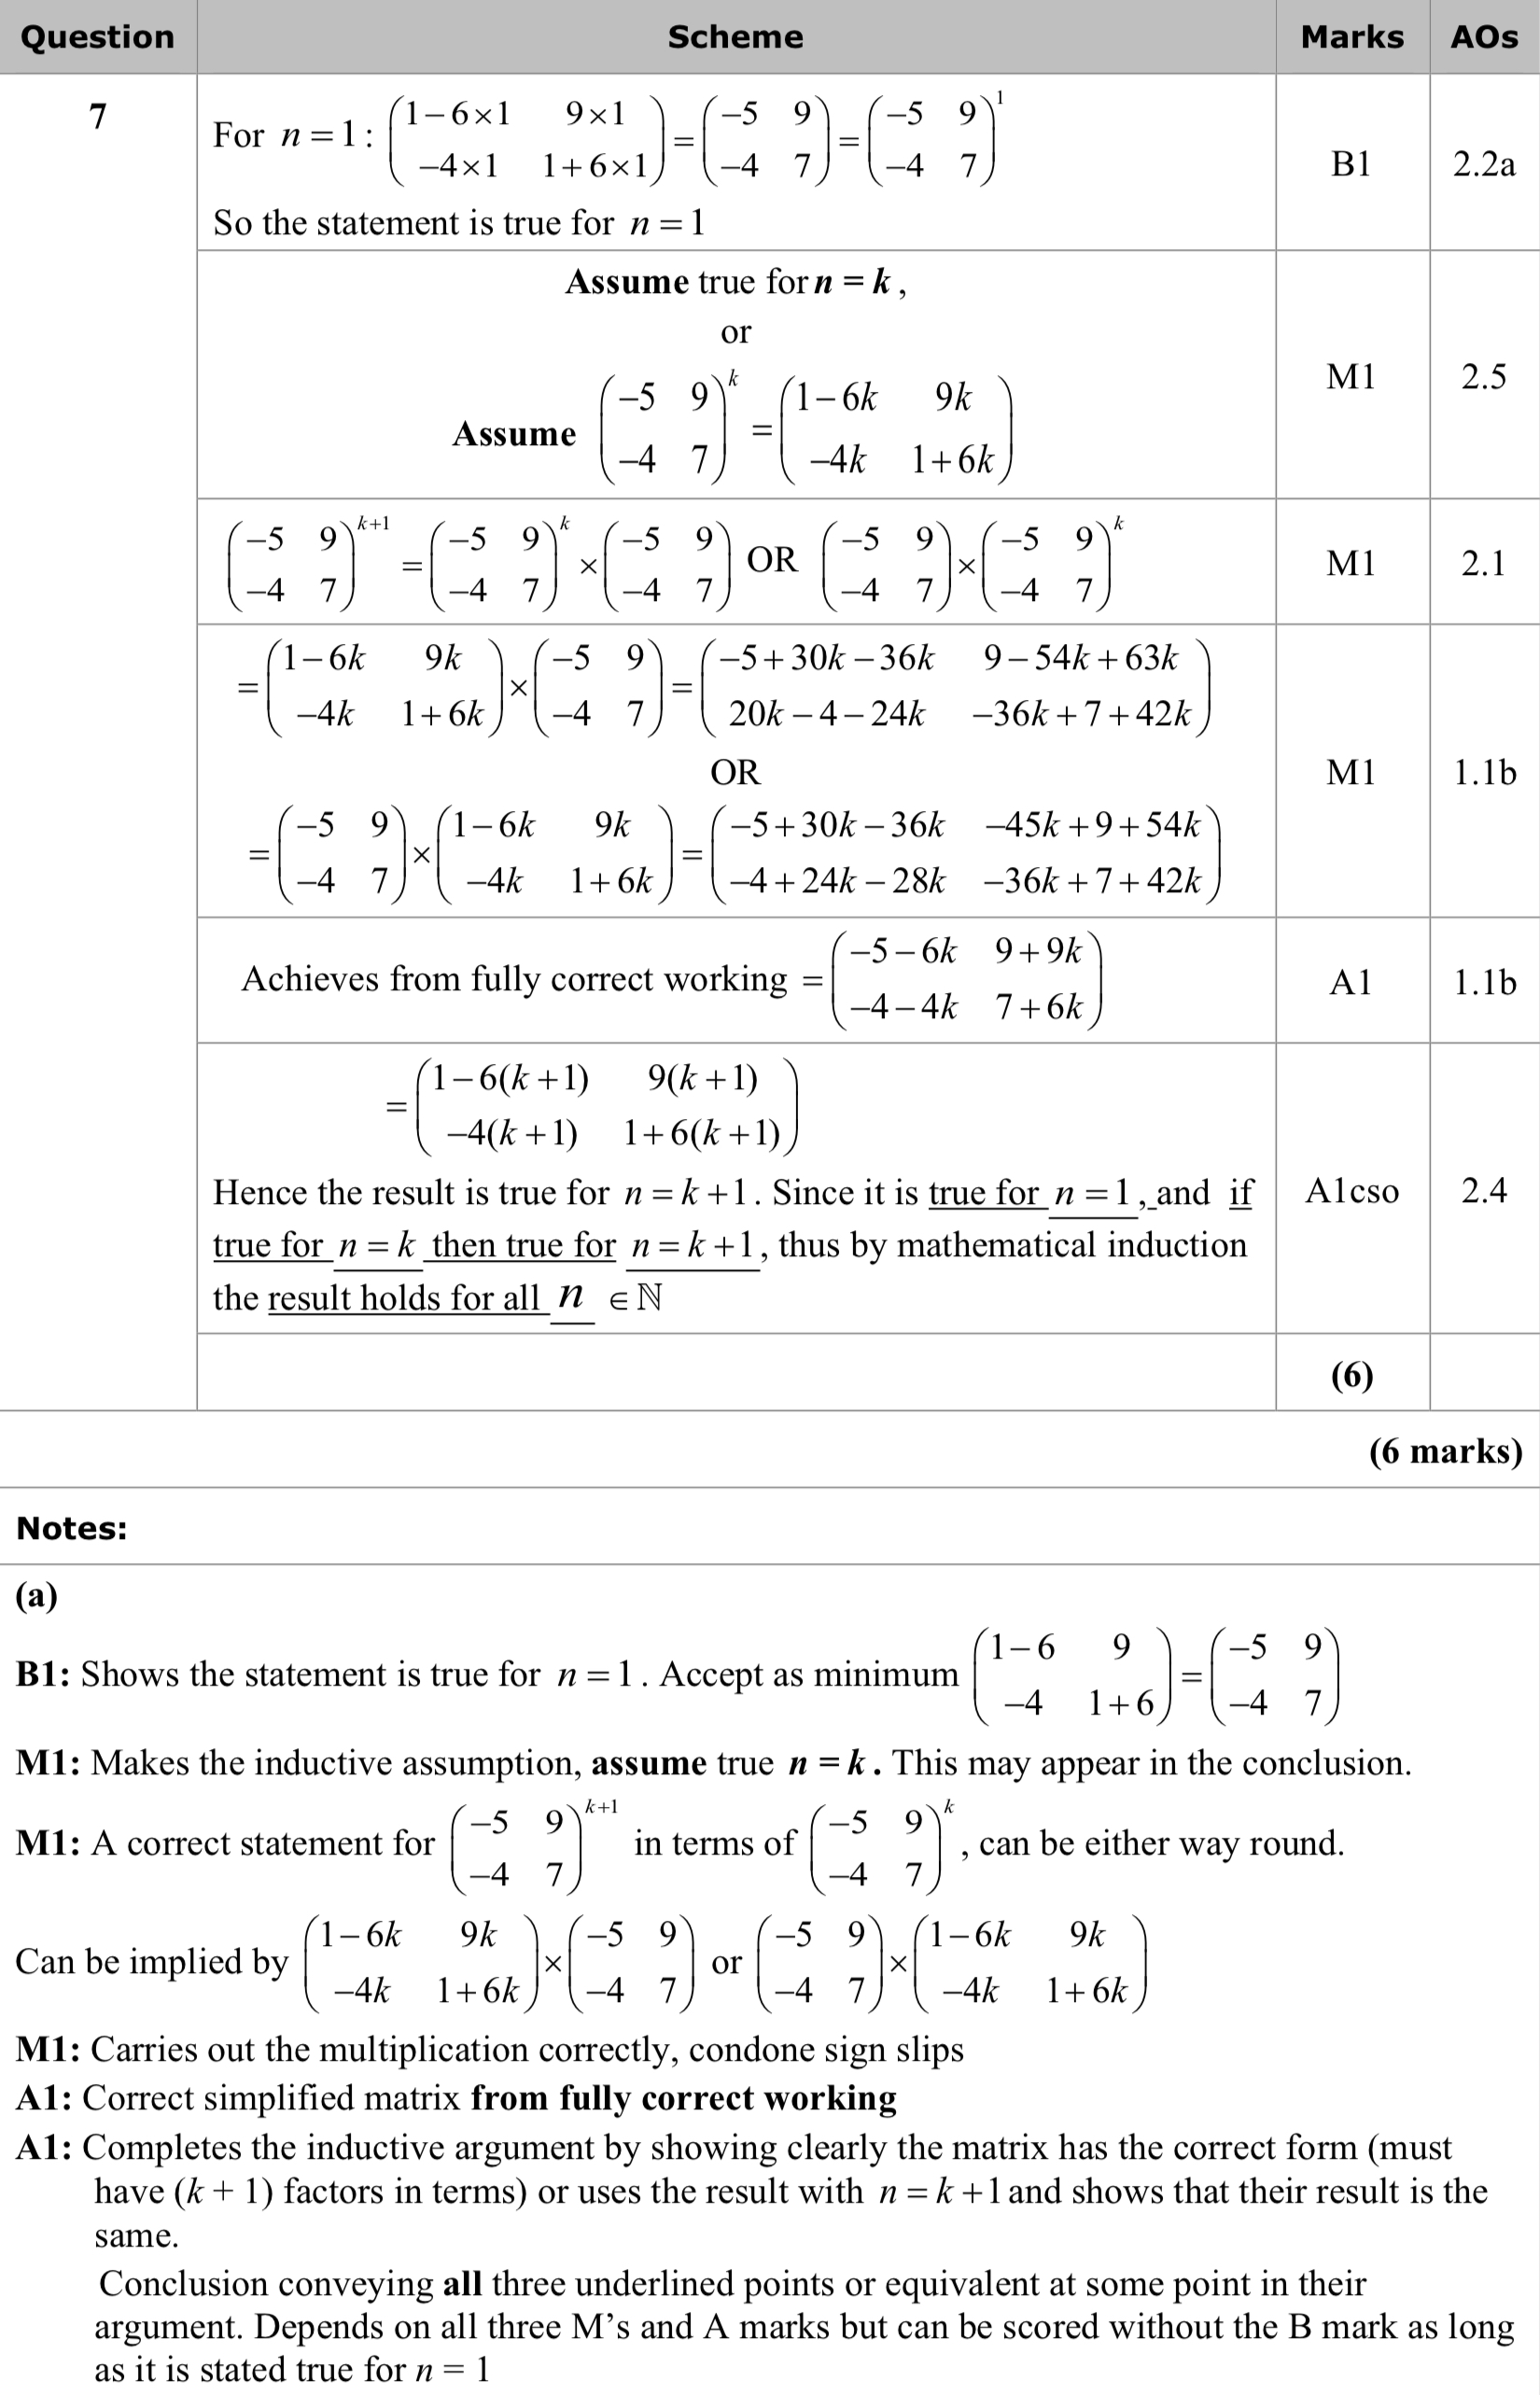 Question Scheme Marks AOs
7 For n = 1 : \begin{pmatrix} 1-6×1 & 9×1 \\ -4×1 & 1+6×1 \end{pmatrix} = \begin{pmatrix} -5 & 9 \\ -4 & 7 \end{pmatrix} = \begin{pmatrix} -5 & 9 \\ -4 & 7 \end{pmatrix}^1 B1 2.2a
So the statement is true for n = 1
Assume true for n = k ,
or
Assume \begin{pmatrix} -5 & 9 \\ -4 & 7 \end{pmatrix}^k = \begin{pmatrix} 1-6k & 9k \\ -4k & 1+6k \end{pmatrix} M1 2.5
\begin{pmatrix} -5 & 9 \\ -4 & 7 \end{pmatrix}^{k+1} = \begin{pmatrix} -5 & 9 \\ -4 & 7 \end{pmatrix}^k × \begin{pmatrix} -5 & 9 \\ -4 & 7 \end{pmatrix} OR \begin{pmatrix} -5 & 9 \\ -4 & 7 \end{pmatrix} × \begin{pmatrix} -5 & 9 \\ -4 & 7 \end{pmatrix}^k M1 2.1
= \begin{pmatrix} 1-6k & 9k \\ -4k & 1+6k \end{pmatrix} × \begin{pmatrix} -5 & 9 \\ -4 & 7 \end{pmatrix} = \begin{pmatrix} -5+30k-36k & 9-54k+63k \\ 20k-4-24k & -36k+7+42k \end{pmatrix}
OR M1 1.1b
= \begin{pmatrix} -5 & 9 \\ -4 & 7 \end{pmatrix} × \begin{pmatrix} 1-6k & 9k \\ -4k & 1+6k \end{pmatrix} = \begin{pmatrix} -5+30k-36k & -45k+9+54k \\ -4+24k-28k & -36k+7+42k \end{pmatrix}
Achieves from fully correct working = \begin{pmatrix} -5-6k & 9+9k \\ -4-4k & 7+6k \end{pmatrix} A1 1.1b
= \begin{pmatrix} 1-6(k+1) & 9(k+1) \\ -4(k+1) & 1+6(k+1) \end{pmatrix}
Hence the result is true for n = k +1. Since it is true for n = 1, and if A1cso 2.4
true for n = k then true for n = k +1, thus by mathematical induction
the result holds for all n ∈ ℕ
(6)
(6 marks)
Notes:
(a)
B1: Shows the statement is true for n = 1. Accept as minimum \begin{pmatrix} 1-6 & 9 \\ -4 & 1+6 \end{pmatrix} = \begin{pmatrix} -5 & 9 \\ -4 & 7 \end{pmatrix}
M1: Makes the inductive assumption, assume true n = k. This may appear in the conclusion.
M1: A correct statement for \begin{pmatrix} -5 & 9 \\ -4 & 7 \end{pmatrix}^{k+1} in terms of \begin{pmatrix} -5 & 9 \\ -4 & 7 \end{pmatrix}^k , can be either way round.
Can be implied by \begin{pmatrix} 1-6k & 9k \\ -4k & 1+6k \end{pmatrix} × \begin{pmatrix} -5 & 9 \\ -4 & 7 \end{pmatrix} or \begin{pmatrix} -5 & 9 \\ -4 & 7 \end{pmatrix} × \begin{pmatrix} 1-6k & 9k \\ -4k & 1+6k \end{pmatrix}
M1: Carries out the multiplication correctly, condone sign slips
A1: Correct simplified matrix from fully correct working
A1: Completes the inductive argument by showing clearly the matrix has the correct form (must
have (k + 1) factors in terms) or uses the result with n = k +1 and shows that their result is the
same.
Conclusion conveying all three underlined points or equivalent at some point in their
argument. Depends on all three M’s and A marks but can be scored without the B mark as long
as it is stated true for n = 1